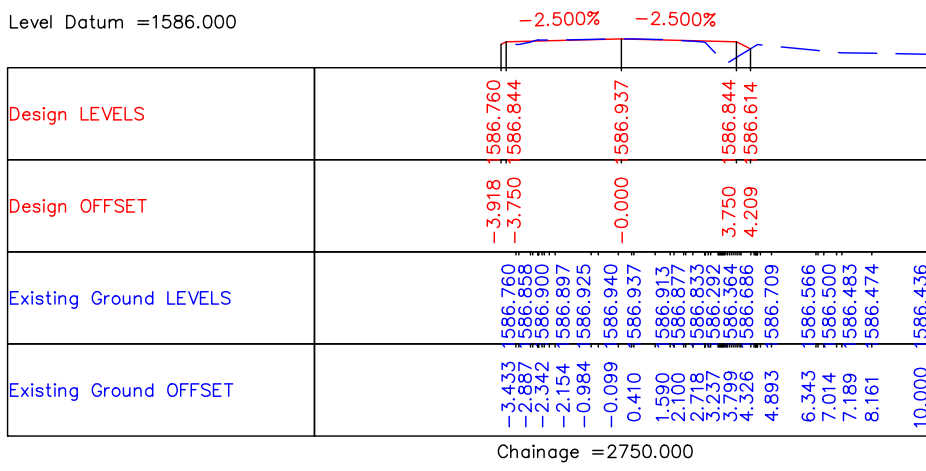 −2.500% −2.500%
Level Datum =1586.000
Design LEVELS 1586.760 1586.844 1586.937 1586.844 1586.614
Design OFFSET −3.918 −3.750 −0.000 3.750 4.209
Existing Ground LEVELS 1586.760 1586.858 1586.900 1586.897 1586.925 1586.940 1586.937 1586.913 1586.877 1586.833 1586.292 1586.364 1586.686 1586.709 1586.566 1586.500 1586.483 1586.474 1586.436
Existing Ground OFFSET −3.433 −2.887 −2.342 −2.154 −0.984 −0.099 0.410 1.590 2.100 2.718 3.237 3.799 4.326 4.893 6.343 7.014 7.189 8.161 10.000
Chainage =2750.000